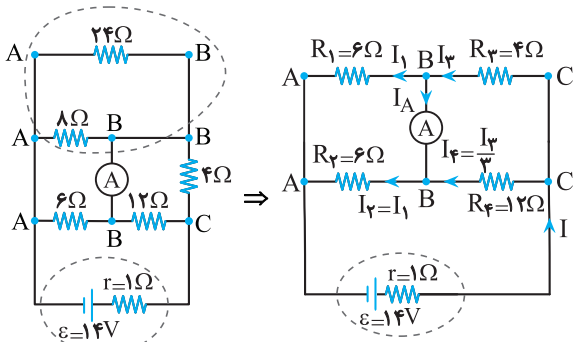 ۲۴Ω
A B
۸Ω
A B B
A ۴Ω
۶Ω ۱۲Ω
A B C
r=۱Ω
ε=۱۴V
⇒
R۱=۶Ω I۱ B I۳ R۳=۴Ω
A C
I_A
A
R۲=۶Ω I۴=I۳/۳
A B C
I۲=I۱ R۴=۱۲Ω
I
r=۱Ω
ε=۱۴V